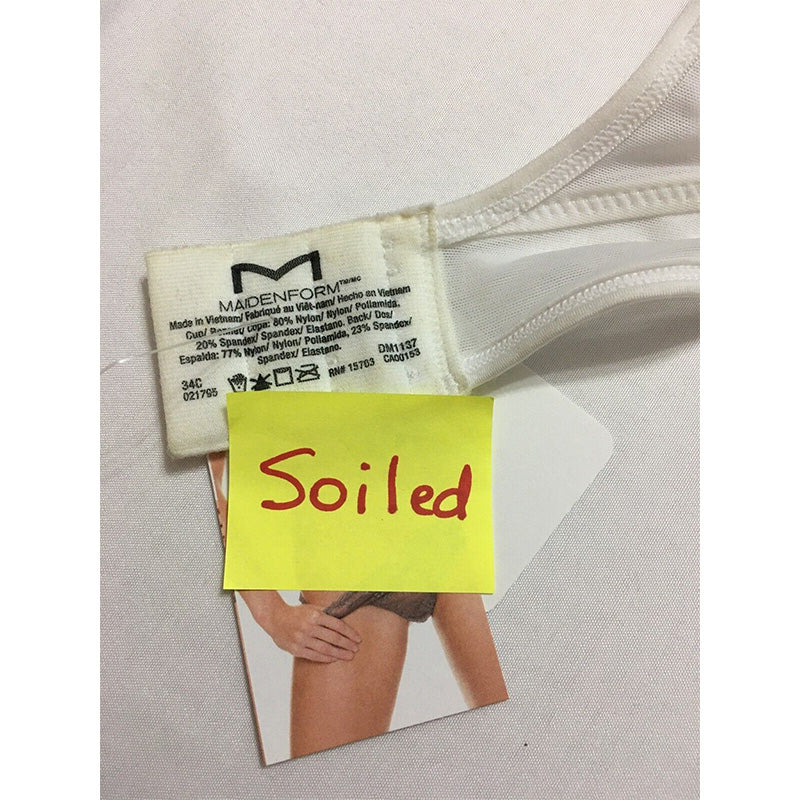 MAIDENFORM™/MC
Made in Vietnam/ Fabriqué au Viêt-nam/ Hecho en Vietnam
Cup/ Bonnet/ Copa: 80% Nylon/ Nylon/ Poliamida,
20% Spandex/ Spandex/ Elastano. Back/ Dos/
Espalda: 77% Nylon/ Nylon/ Poliamida, 23% Spandex/
Spandex/ Elastano.
34C
DM1137
021795
RN# 15763
CA00153
Soiled